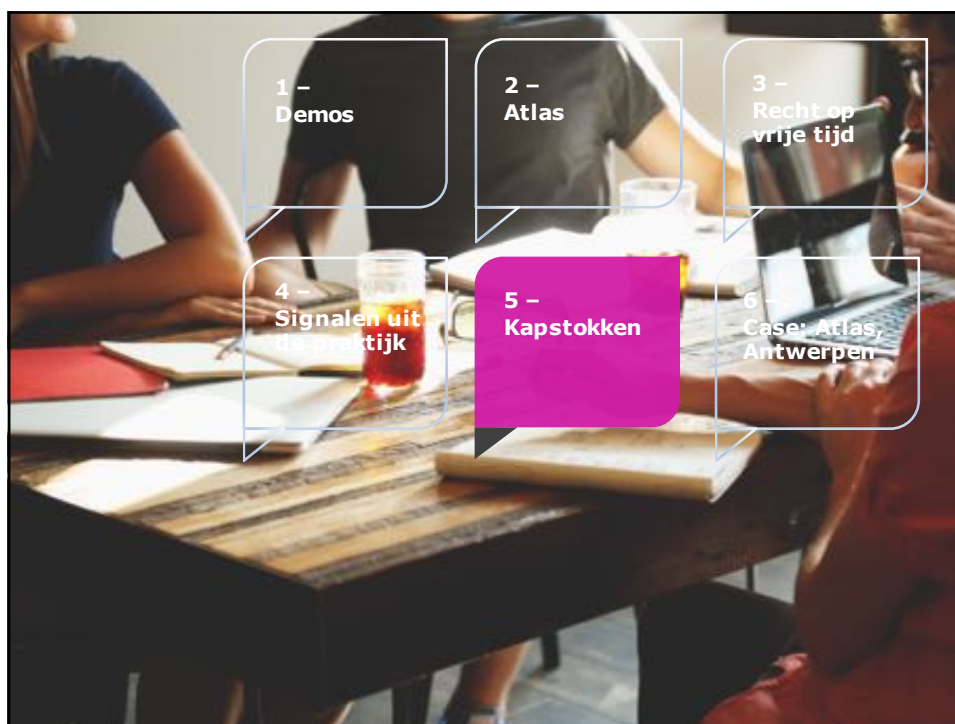 1 –
Demos
2 –
Atlas
3 –
Recht op
vrije tijd
4 –
Signalen uit
de praktijk
5 –
Kapstokken
6 –
Case: Atlas,
Antwerpen